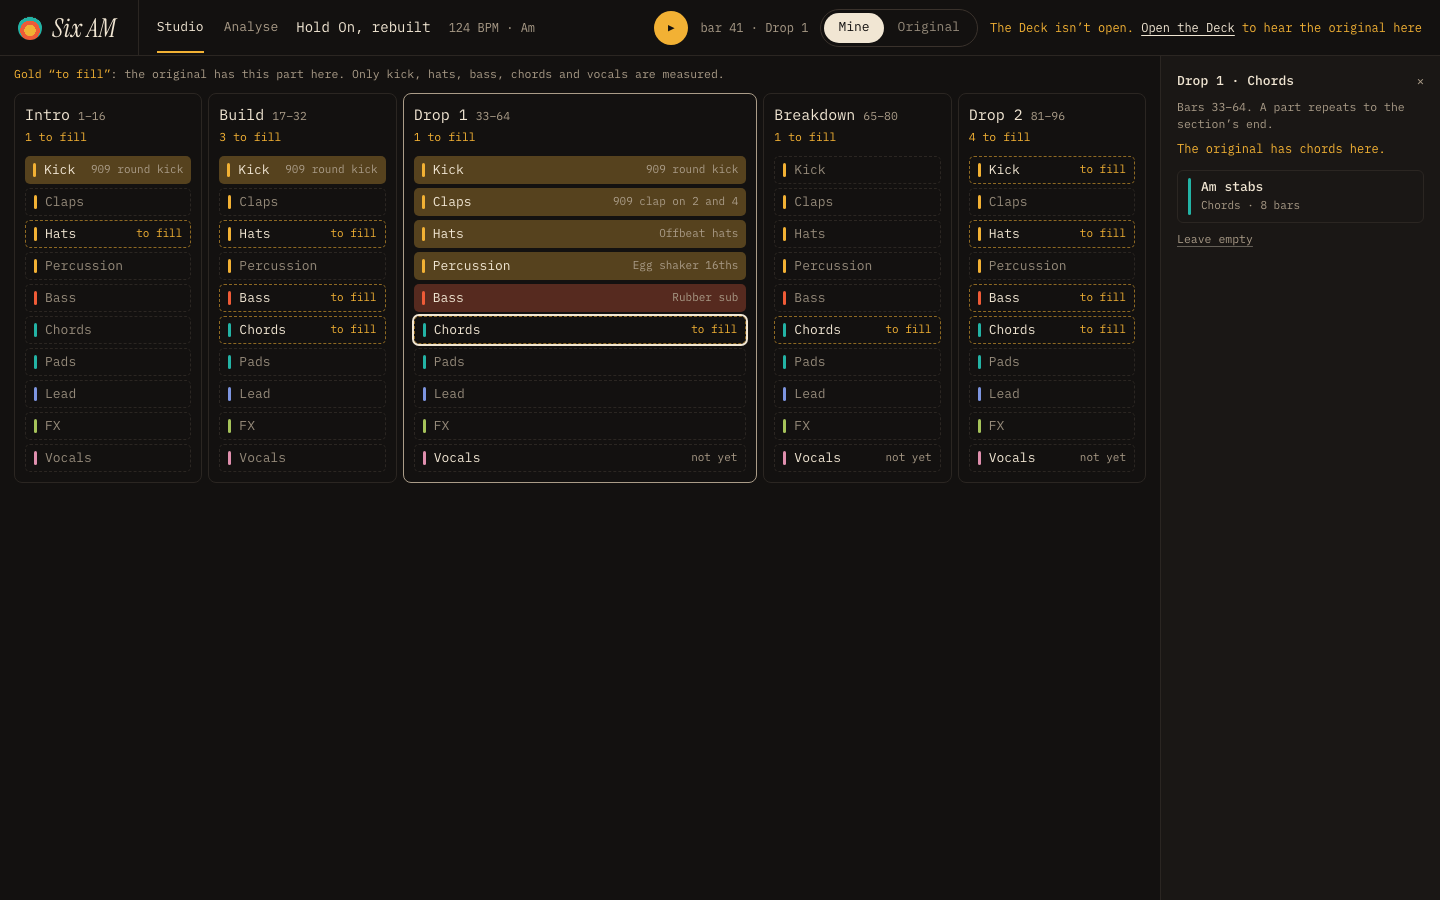 Six AM
Studio Analyse Hold On, rebuilt 124 BPM · Am
▶ bar 41 · Drop 1 Mine Original The Deck isn’t open. Open the Deck to hear the original here
Gold “to fill”: the original has this part here. Only kick, hats, bass, chords and vocals are measured.
Intro 1–16
1 to fill
Kick 909 round kick
Claps
Hats to fill
Percussion
Bass
Chords
Pads
Lead
FX
Vocals
Build 17–32
3 to fill
Kick 909 round kick
Claps
Hats to fill
Percussion
Bass to fill
Chords to fill
Pads
Lead
FX
Vocals
Drop 1 33–64
1 to fill
Kick 909 round kick
Claps 909 clap on 2 and 4
Hats Offbeat hats
Percussion Egg shaker 16ths
Bass Rubber sub
Chords to fill
Pads
Lead
FX
Vocals not yet
Breakdown 65–80
1 to fill
Kick
Claps
Hats
Percussion
Bass
Chords to fill
Pads
Lead
FX
Vocals not yet
Drop 2 81–96
4 to fill
Kick to fill
Claps
Hats to fill
Percussion
Bass to fill
Chords to fill
Pads
Lead
FX
Vocals not yet
Drop 1 · Chords ×
Bars 33–64. A part repeats to the
section’s end.
The original has chords here.
Am stabs
Chords · 8 bars
Leave empty